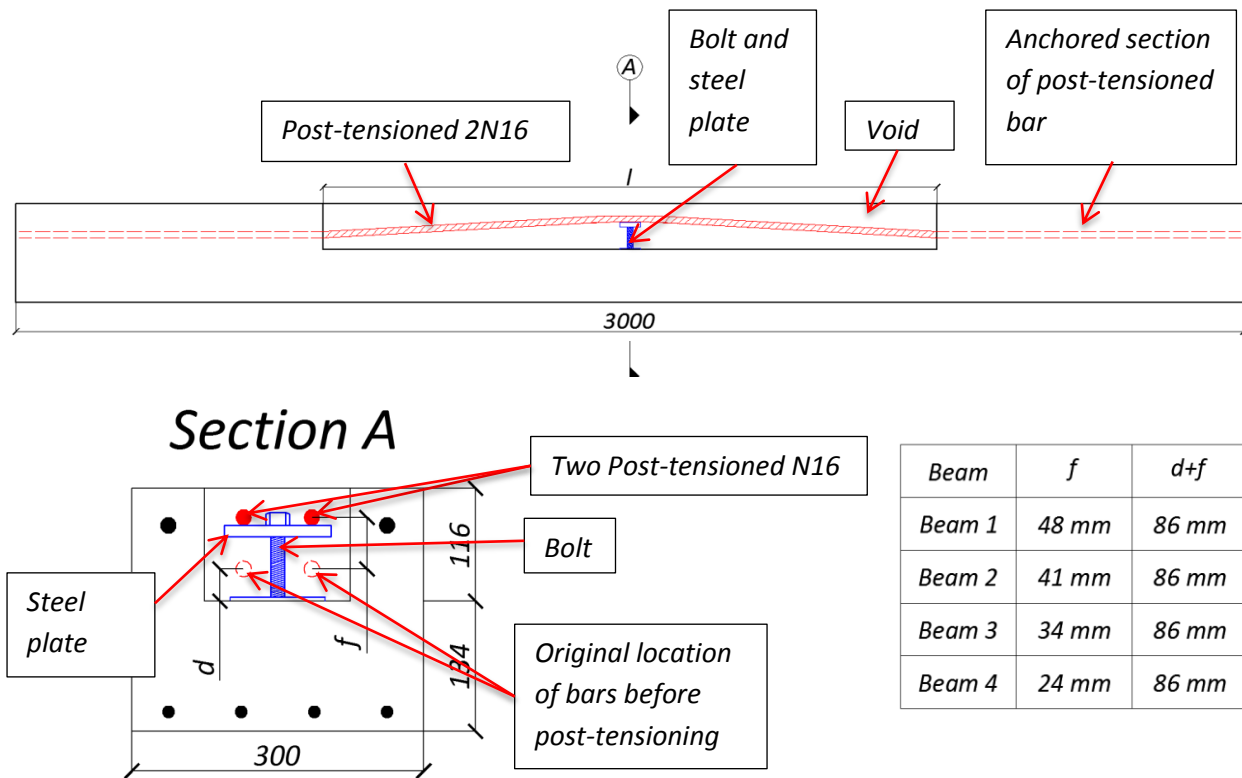 Bolt and
steel
plate
Anchored section
of post-tensioned
bar
A
Post-tensioned 2N16
Void
l
3000
Section A
Two Post-tensioned N16
Bolt
116
Steel
plate
d
f
134
Original location
of bars before
post-tensioning
300
Beam f d+f
Beam 1 48 mm 86 mm
Beam 2 41 mm 86 mm
Beam 3 34 mm 86 mm
Beam 4 24 mm 86 mm